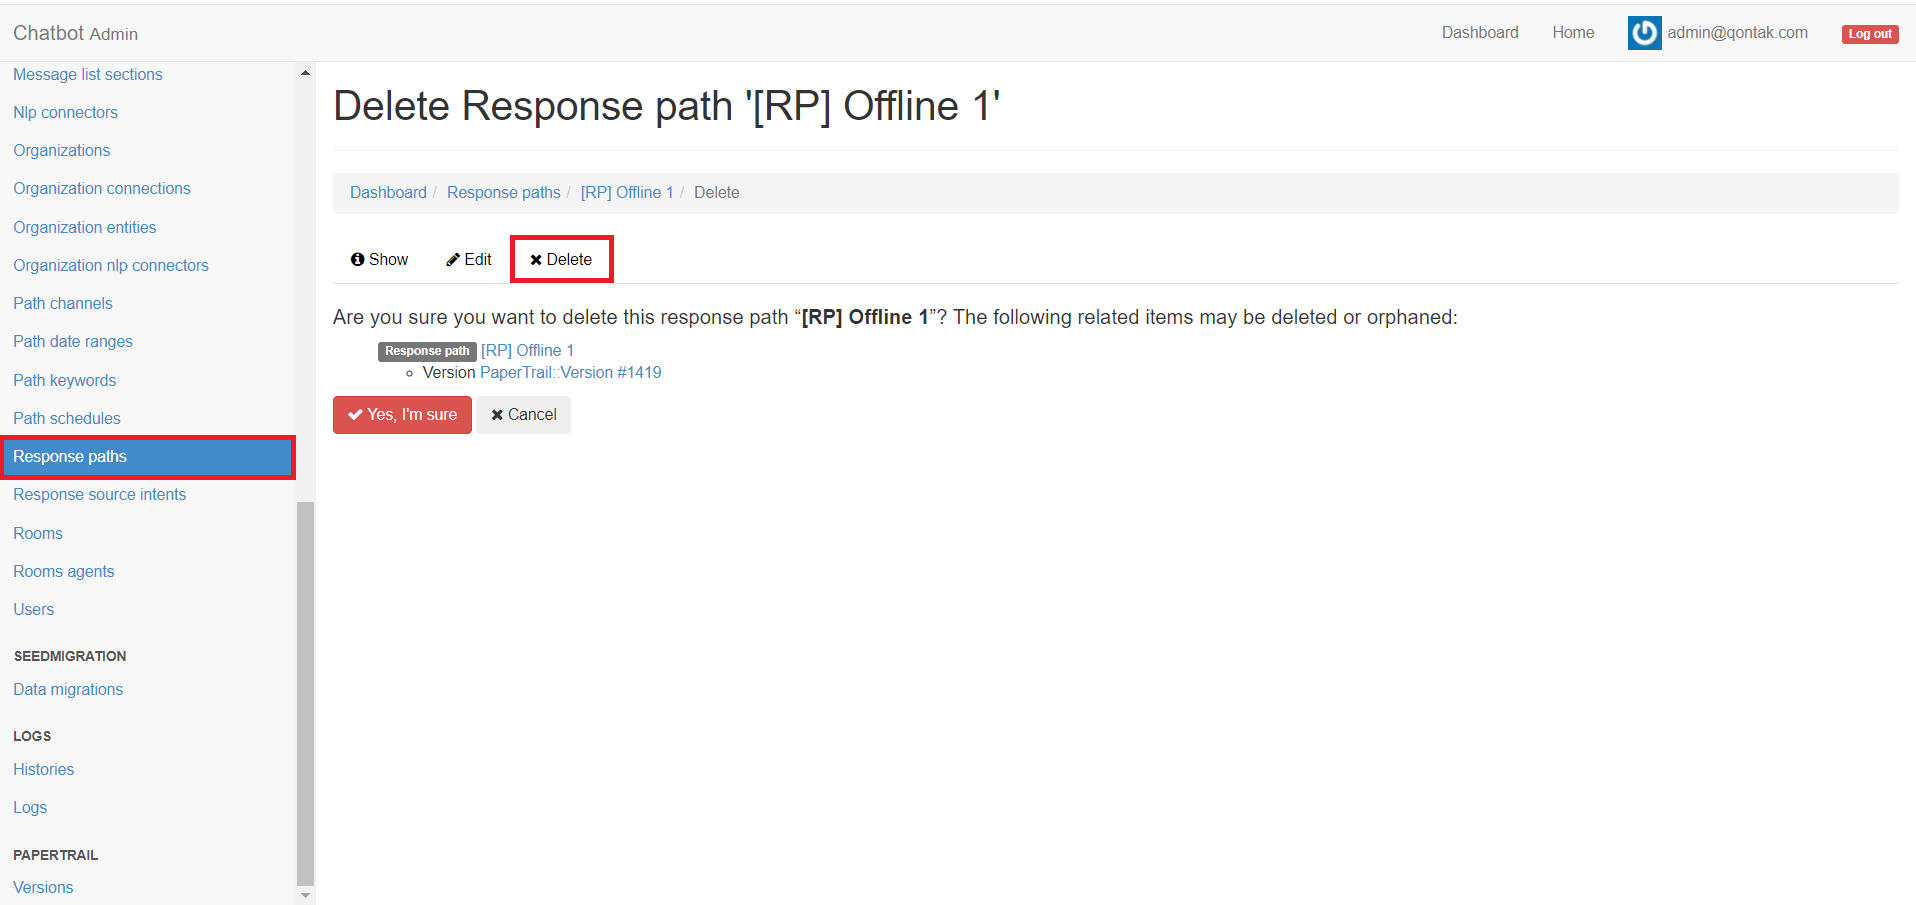 Chatbot Admin
Dashboard Home admin@qontak.com Log out
Message list sections
Nlp connectors
Organizations
Organization connections
Organization entities
Organization nlp connectors
Path channels
Path date ranges
Path keywords
Path schedules
Response paths
Response source intents
Rooms
Rooms agents
Users
SEEDMIGRATION
Data migrations
LOGS
Histories
Logs
PAPERTRAIL
Versions
Delete Response path '[RP] Offline 1'
Dashboard / Response paths / [RP] Offline 1 / Delete
Show Edit Delete
Are you sure you want to delete this response path “[RP] Offline 1”? The following related items may be deleted or orphaned:
Response path [RP] Offline 1
Version PaperTrail::Version #1419
Yes, I'm sure Cancel